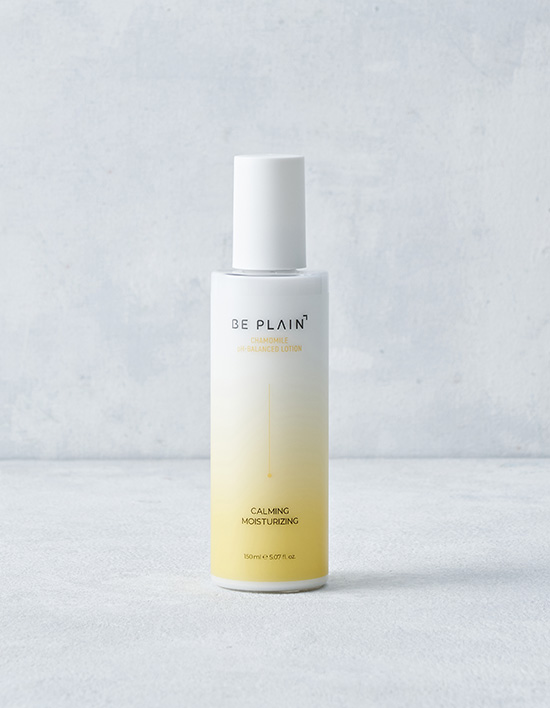 BE PLAIN
CHAMOMILE
pH-BALANCED LOTION
CALMING
MOISTURIZING
150ml ℮ 5.07 fl. oz.